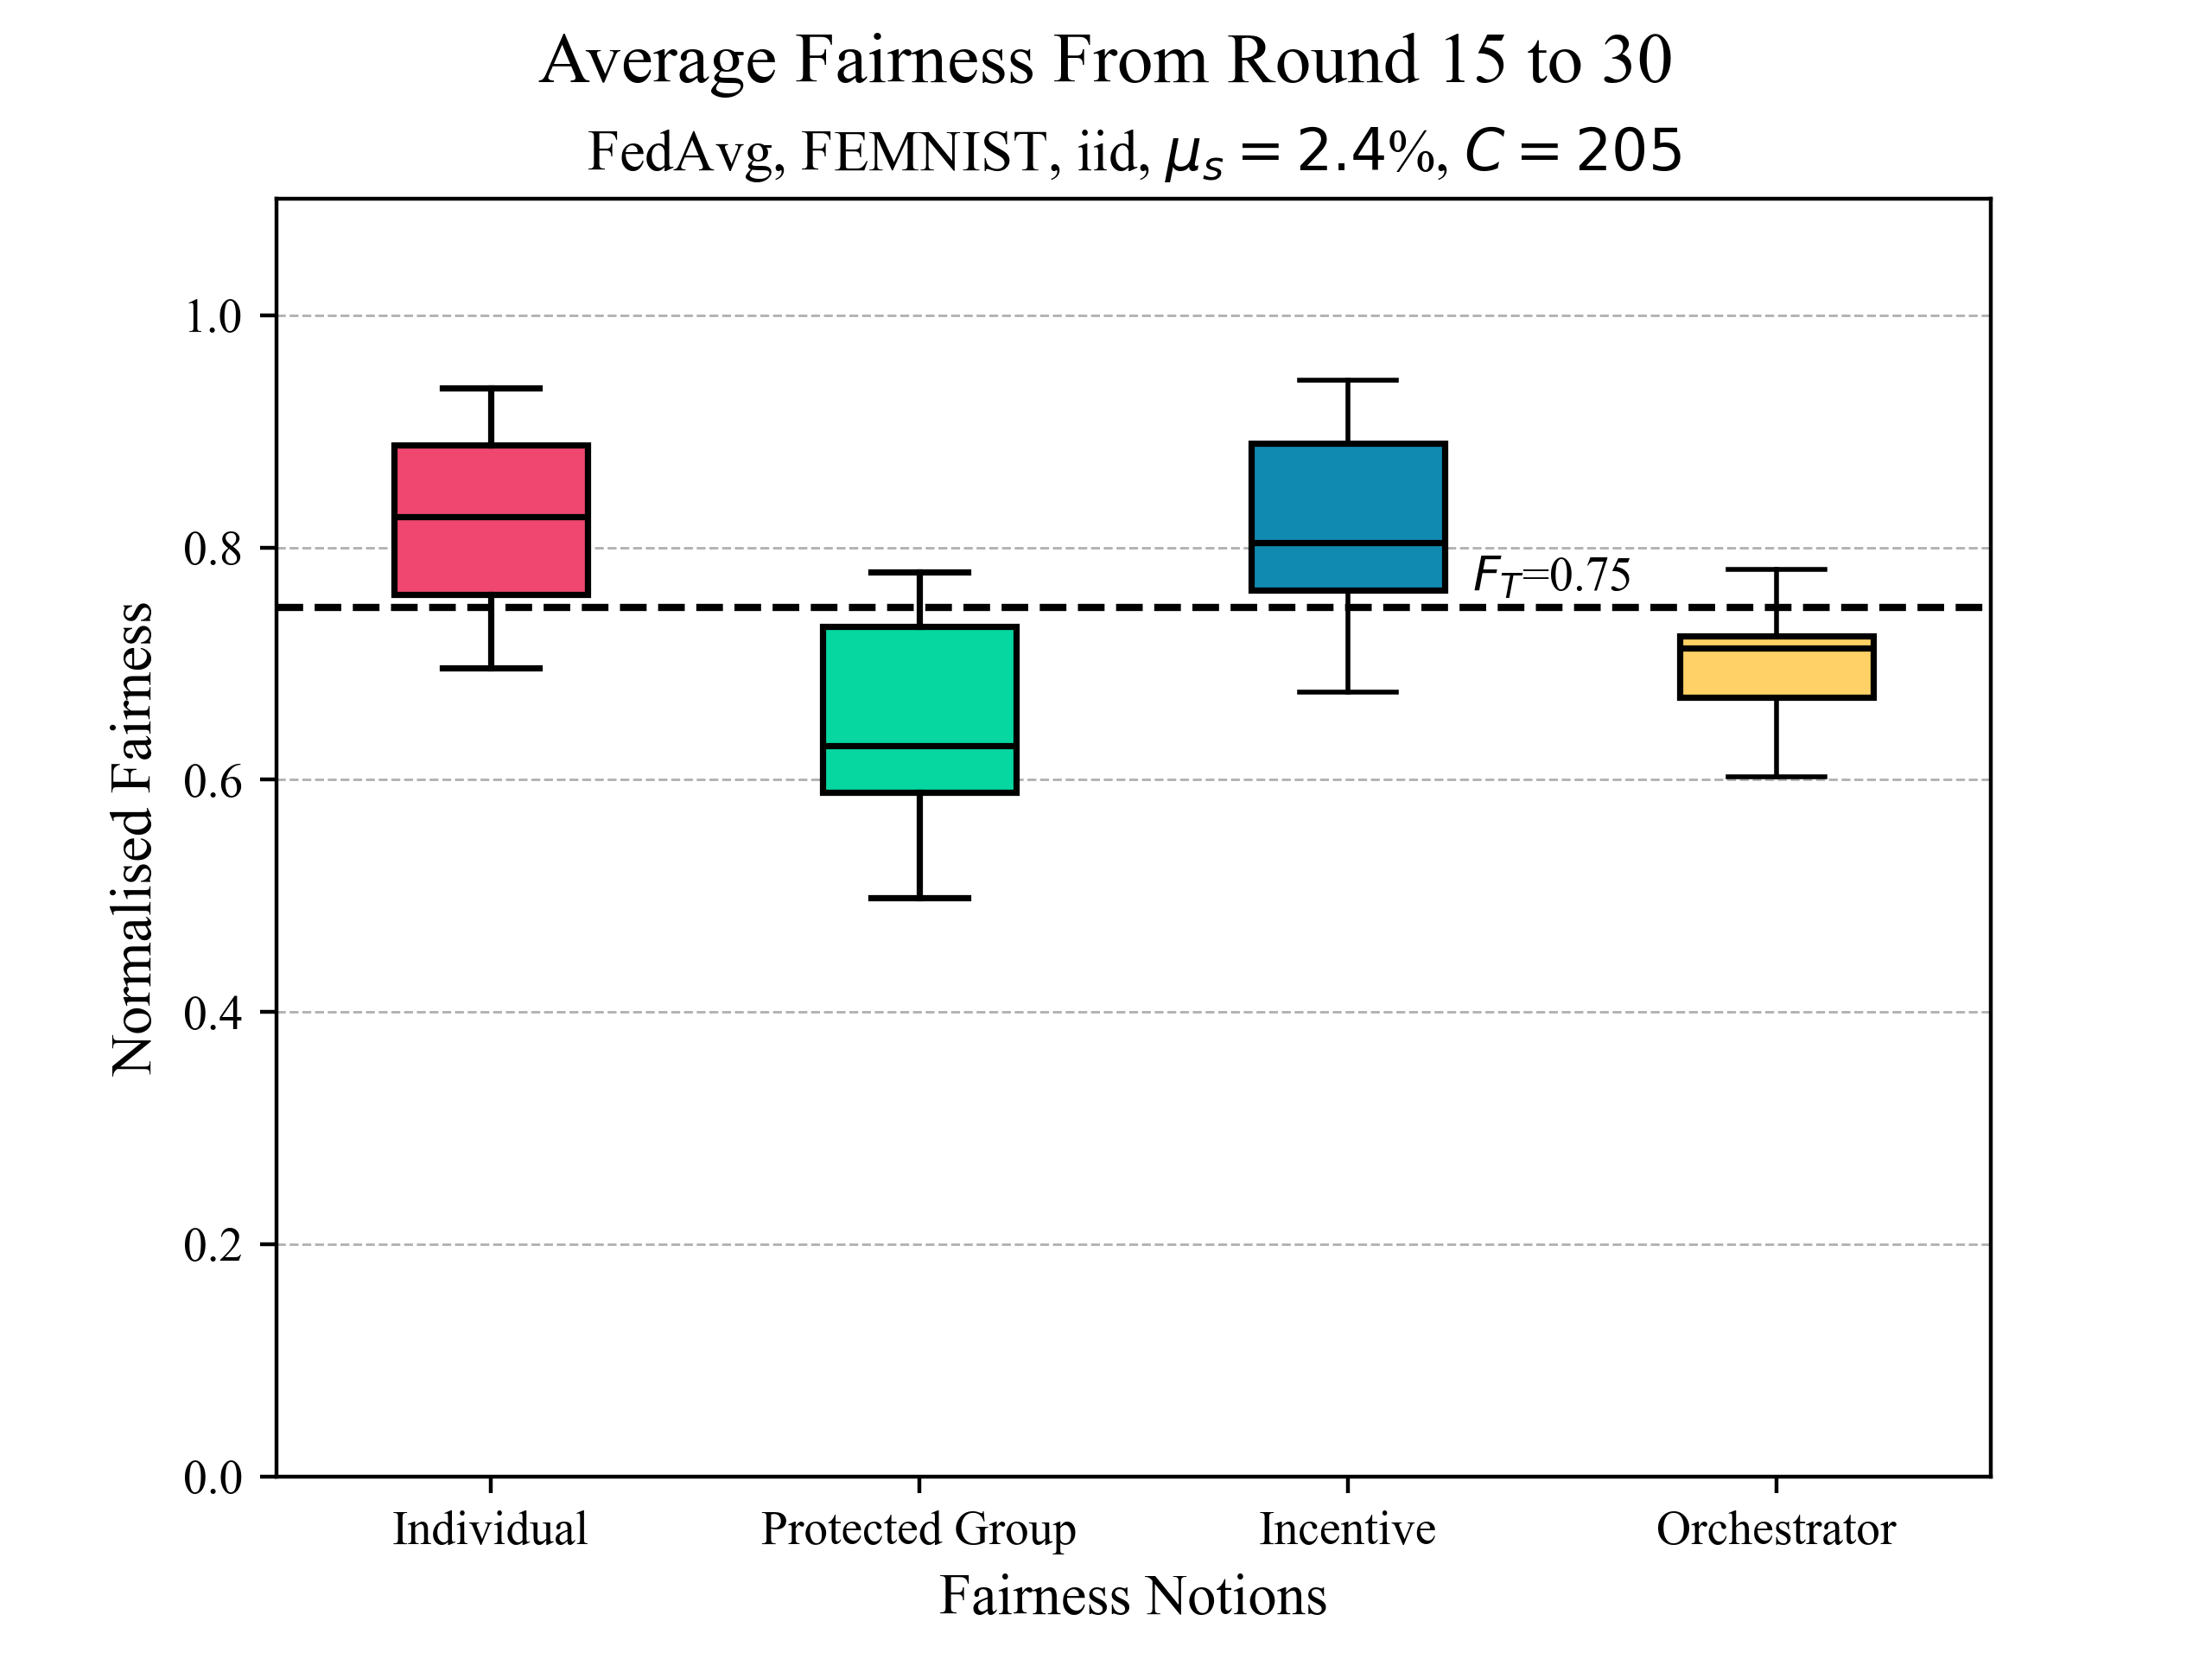 Average Fairness From Round 15 to 30
FedAvg, FEMNIST, iid, μₛ = 2.4%, C = 205
Normalised Fairness
1.0
0.8
0.6
0.4
0.2
0.0
F_T=0.75
Individual
Protected Group
Incentive
Orchestrator
Fairness Notions